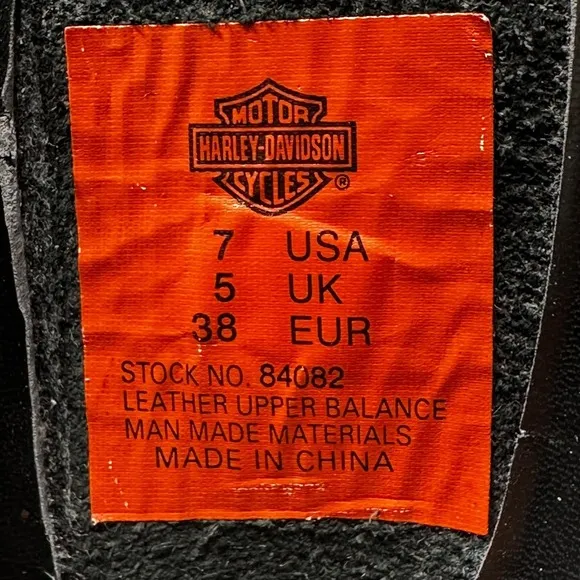 MOTOR
HARLEY-DAVIDSON
CYCLES ®
7 USA
5 UK
38 EUR
STOCK NO. 84082
LEATHER UPPER BALANCE
MAN MADE MATERIALS
MADE IN CHINA